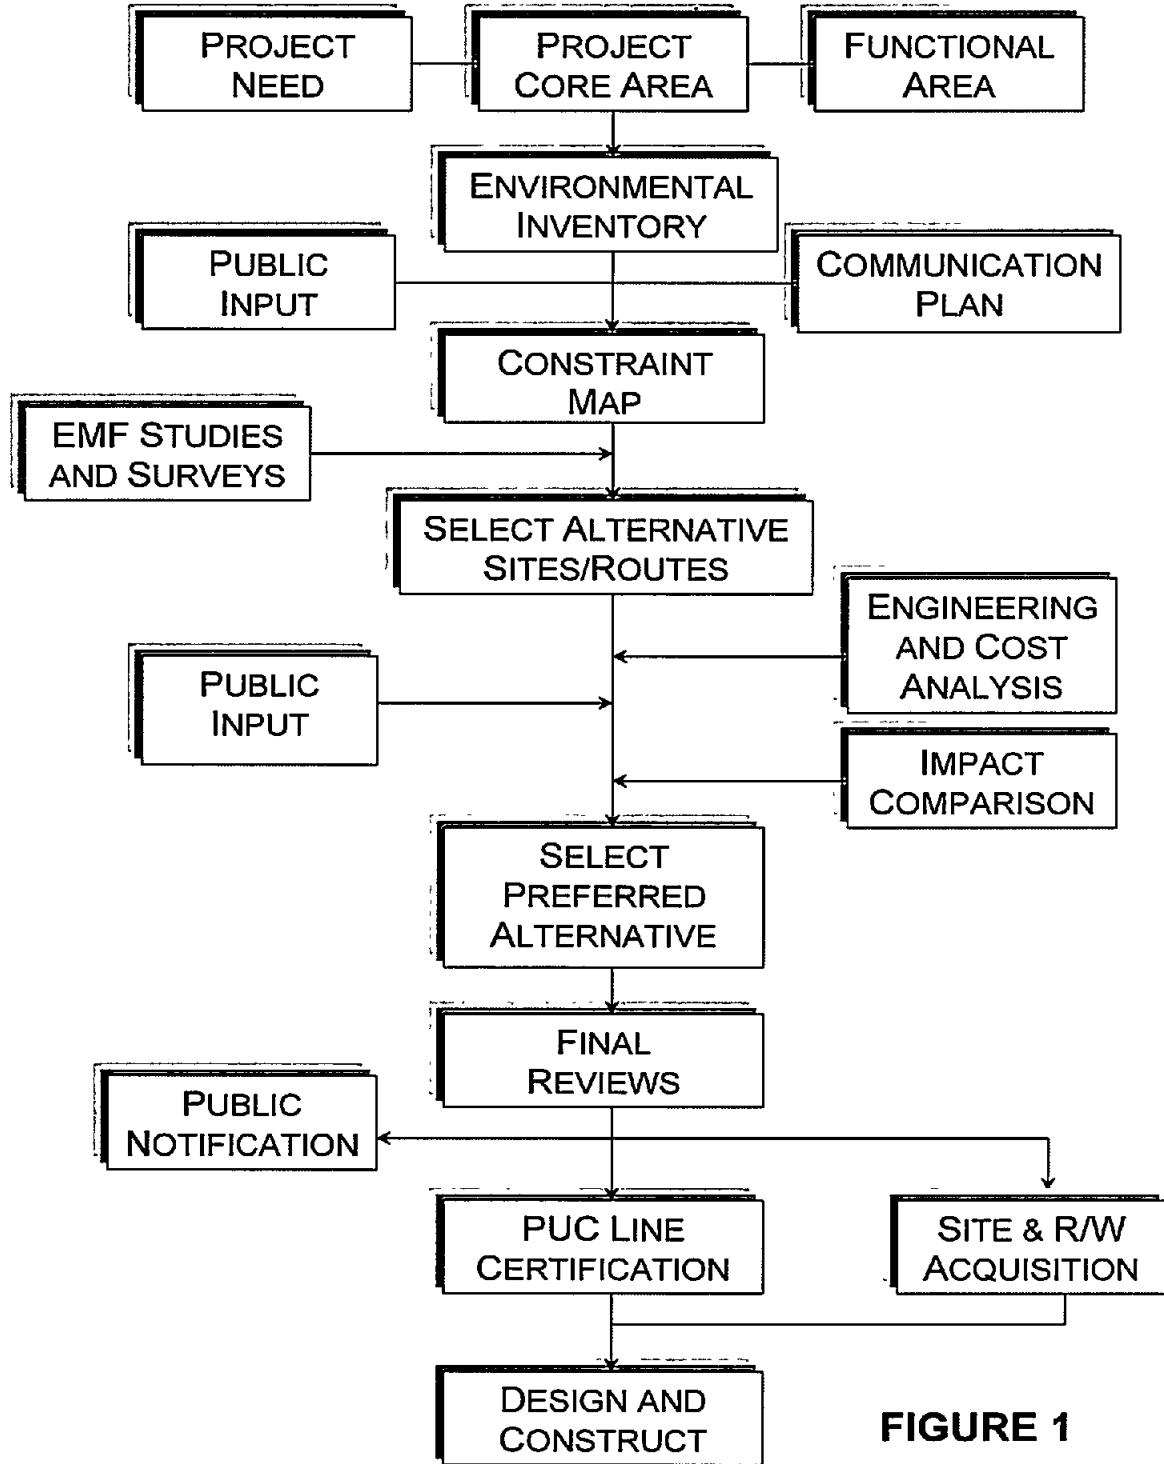 PROJECT
NEED
PROJECT
CORE AREA
FUNCTIONAL
AREA
ENVIRONMENTAL
INVENTORY
PUBLIC
INPUT
COMMUNICATION
PLAN
CONSTRAINT
MAP
EMF STUDIES
AND SURVEYS
SELECT ALTERNATIVE
SITES/ROUTES
ENGINEERING
AND COST
ANALYSIS
PUBLIC
INPUT
IMPACT
COMPARISON
SELECT
PREFERRED
ALTERNATIVE
FINAL
REVIEWS
PUBLIC
NOTIFICATION
PUC LINE
CERTIFICATION
SITE & R/W
ACQUISITION
DESIGN AND
CONSTRUCT
FIGURE 1